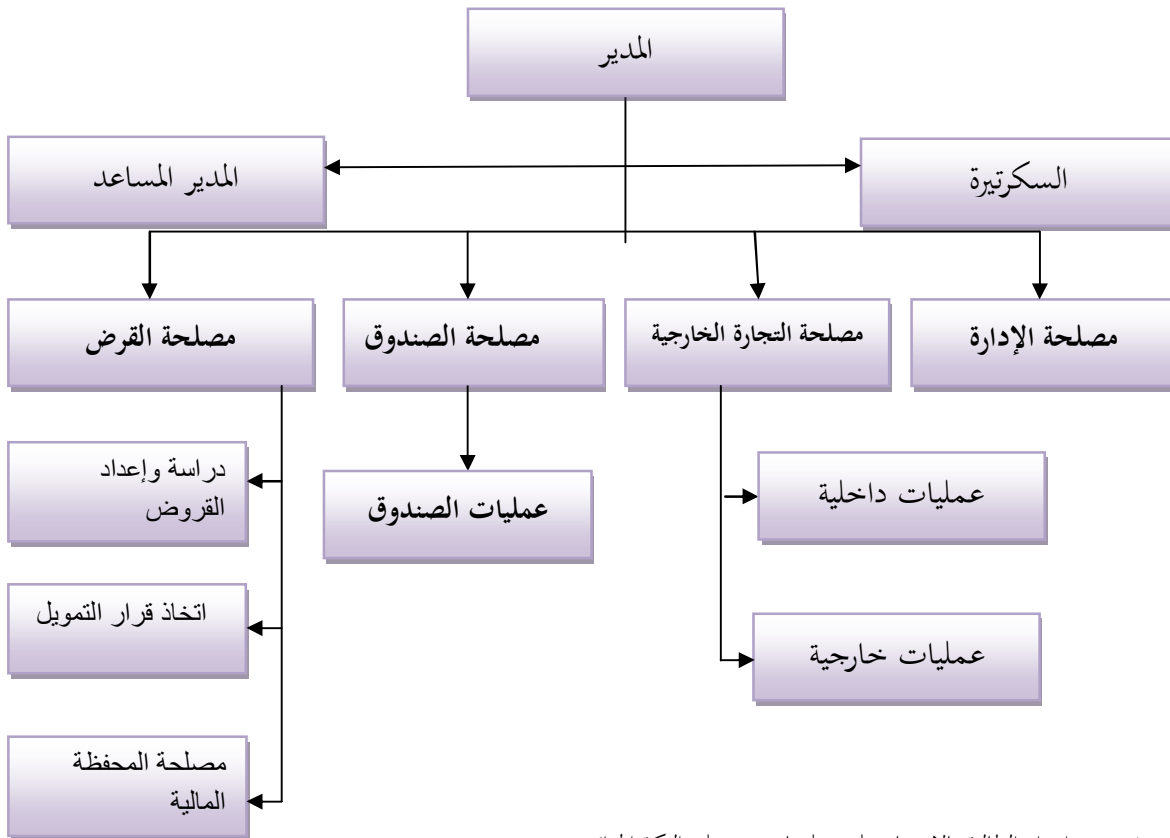 المدير
السكرتيرة
المدير المساعد
مصلحة الإدارة
مصلحة التجارة الخارجية
مصلحة الصندوق
مصلحة القرض
عمليات داخلية
عمليات خارجية
عمليات الصندوق
دراسة وإعداد
القروض
اتخاذ قرار التمويل
مصلحة المحفظة
المالية